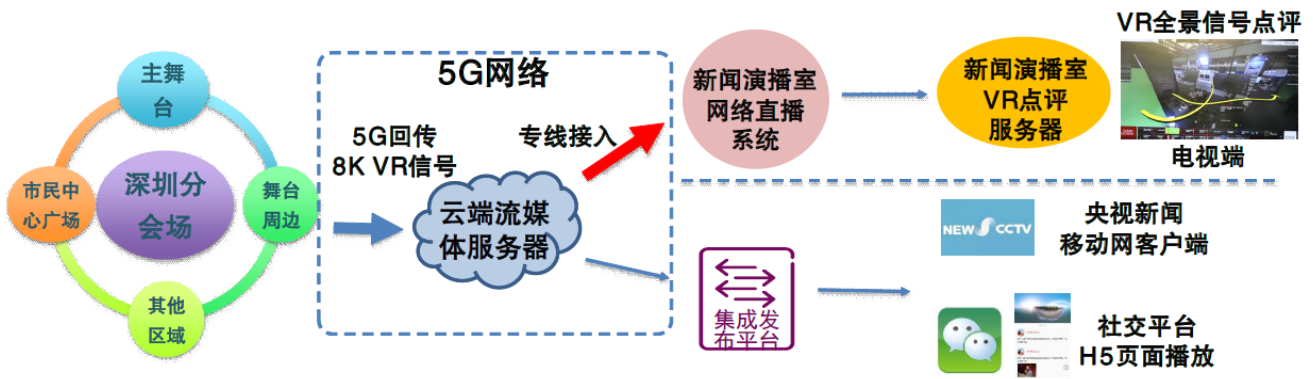 主舞
台
市民中
心广场
深圳分
会场
舞台
周边
其他
区域
5G网络
5G回传
8K VR信号
专线接入
云端流媒
体服务器
新闻演播室
网络直播
系统
新闻演播室
VR点评
服务器
VR全景信号点评
电视端
集成发
布平台
NEW S CCTV
央视新闻
移动网客户端
社交平台
H5页面播放